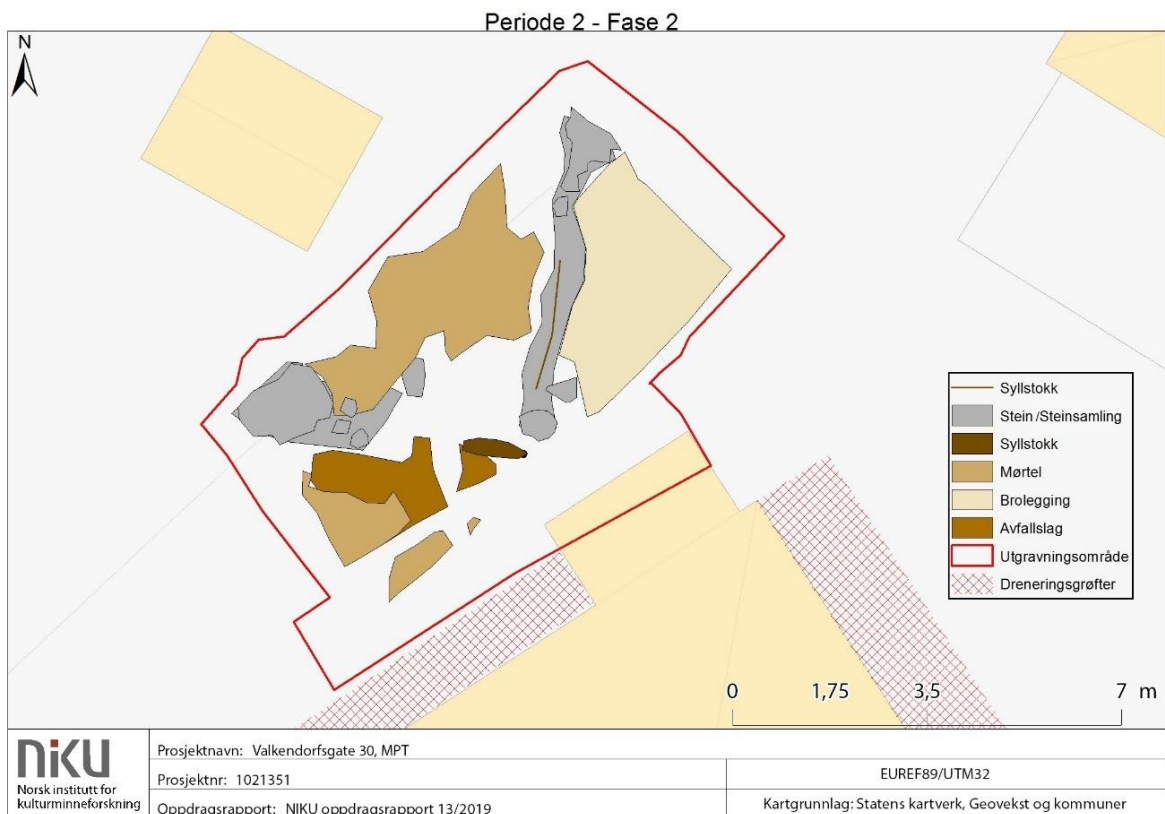 Periode 2 - Fase 2
N
Syllstokk
Stein/Steinsamling
Syllstokk
Mørtel
Brolegging
Avfallslag
Utgravningsområde
Dreneringsgrøfter
0 1,75 3,5 7 m
niku
Norsk institutt for
kulturminneforskning
Prosjektnavn: Valkendorfsgate 30, MPT
Prosjektnr: 1021351
Oppdragsrapport: NIKU oppdragsrapport 13/2019
EUREF89/UTM32
Kartgrunnlag: Statens kartverk, Geovekst og kommuner